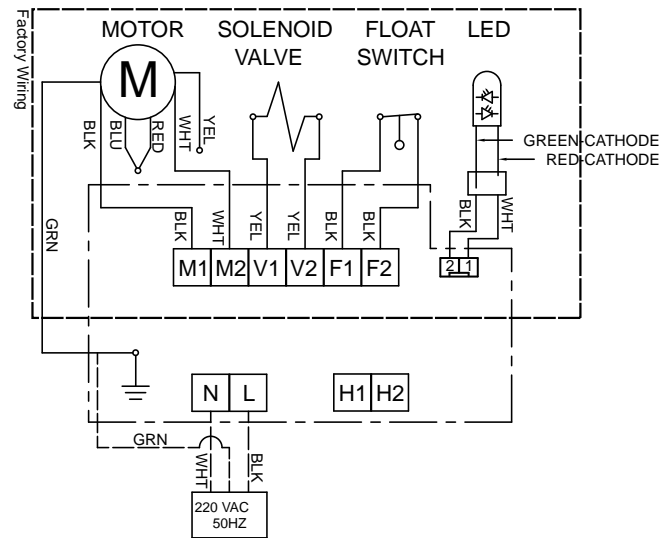 Factory Wiring
MOTOR
SOLENOID
VALVE
FLOAT
SWITCH
LED
M
BLK
BLU
RED
WHT
YEL
GREEN-CATHODE
RED-CATHODE
GRN
BLK
WHT
YEL
YEL
BLK
BLK
BLK
WHT
M1 M2 V1 V2 F1 F2
2 1
N L
H1 H2
GRN
WHT
BLK
220 VAC
50HZ